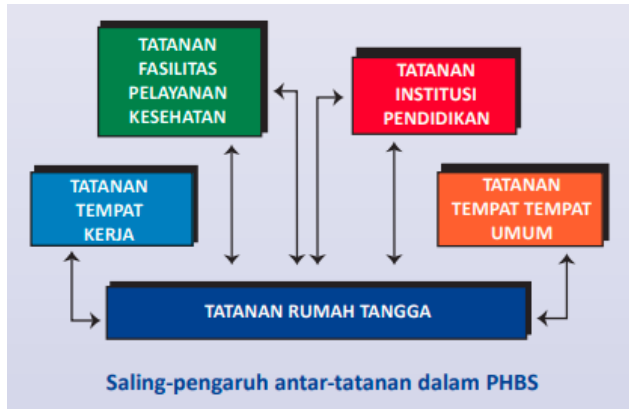 TATANAN
FASILITAS
PELAYANAN
KESEHATAN
TATANAN
INSTITUSI
PENDIDIKAN
TATANAN
TEMPAT
KERJA
TATANAN
TEMPAT TEMPAT
UMUM
TATANAN RUMAH TANGGA
Saling-pengaruh antar-tatanan dalam PHBS